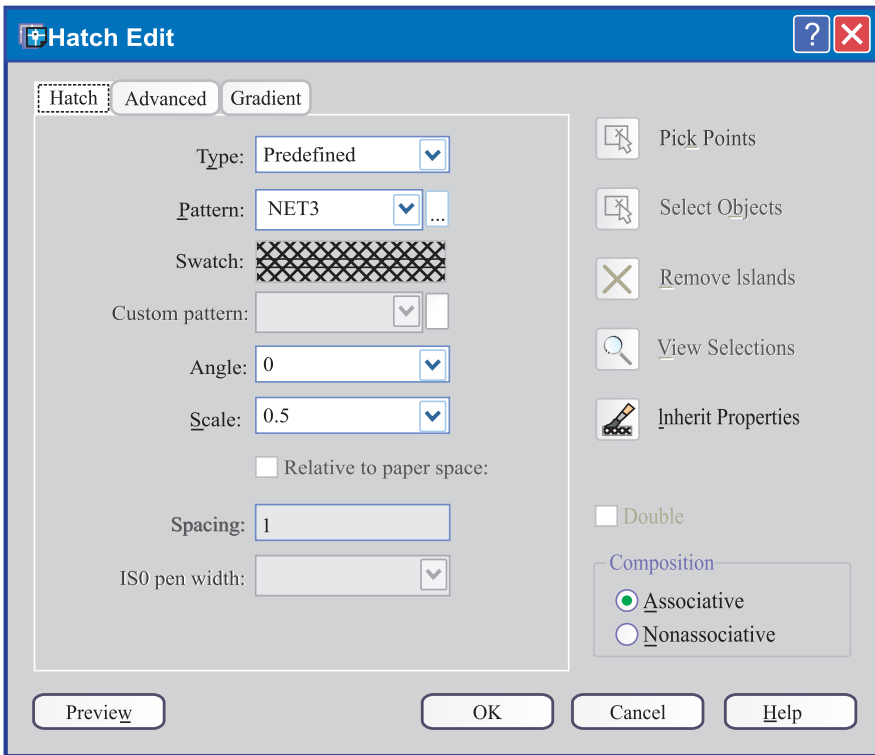 Hatch Edit
?
Hatch Advanced Gradient
Type: Predefined
Pattern: NET3 ...
Swatch:
Custom pattern:
Angle: 0
Scale: 0.5
Relative to paper space:
Spacing: 1
IS0 pen width:
Pick Points
Select Objects
Remove Islands
View Selections
Inherit Properties
Double
Composition
Associative
Nonassociative
Preview OK Cancel Help